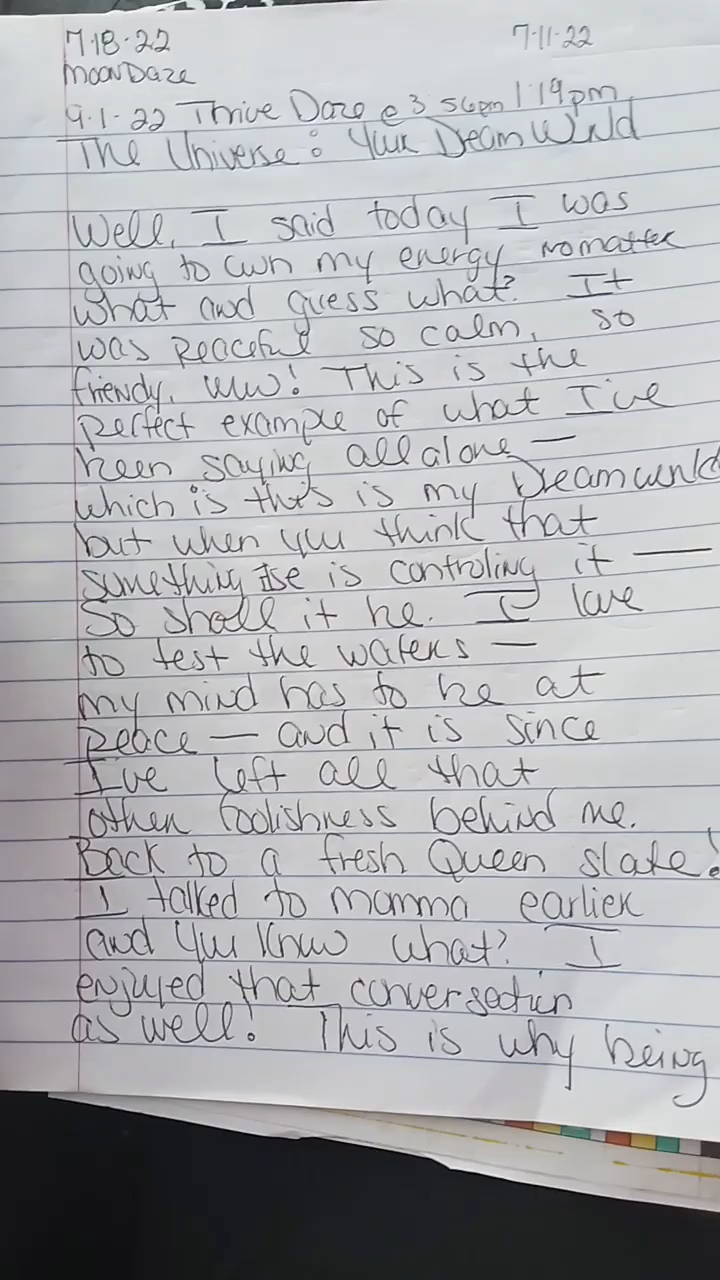 7.18.22 7.11.22
MoonDaze
9.1.22 Thrive Daze @ 3 56pm | 1:19pm
The Universe: Your Dream World
Well, I said today I was
going to own my energy no matter
what and guess what? It
was peaceful so calm, so
friendy, wow! This is the
perfect example of what I've
been saying all alone —
which is this is my Dreamworld
but when you think that
something else is controling it —
so shall it be. I love
to test the waters —
my mind has to be at
peace — and it is since
I've left all that
other foolishness behind me.
Back to a fresh Queen slate!
I talked to momma earlier
and you know what? I
enjoyed that conversation
as well! This is why being